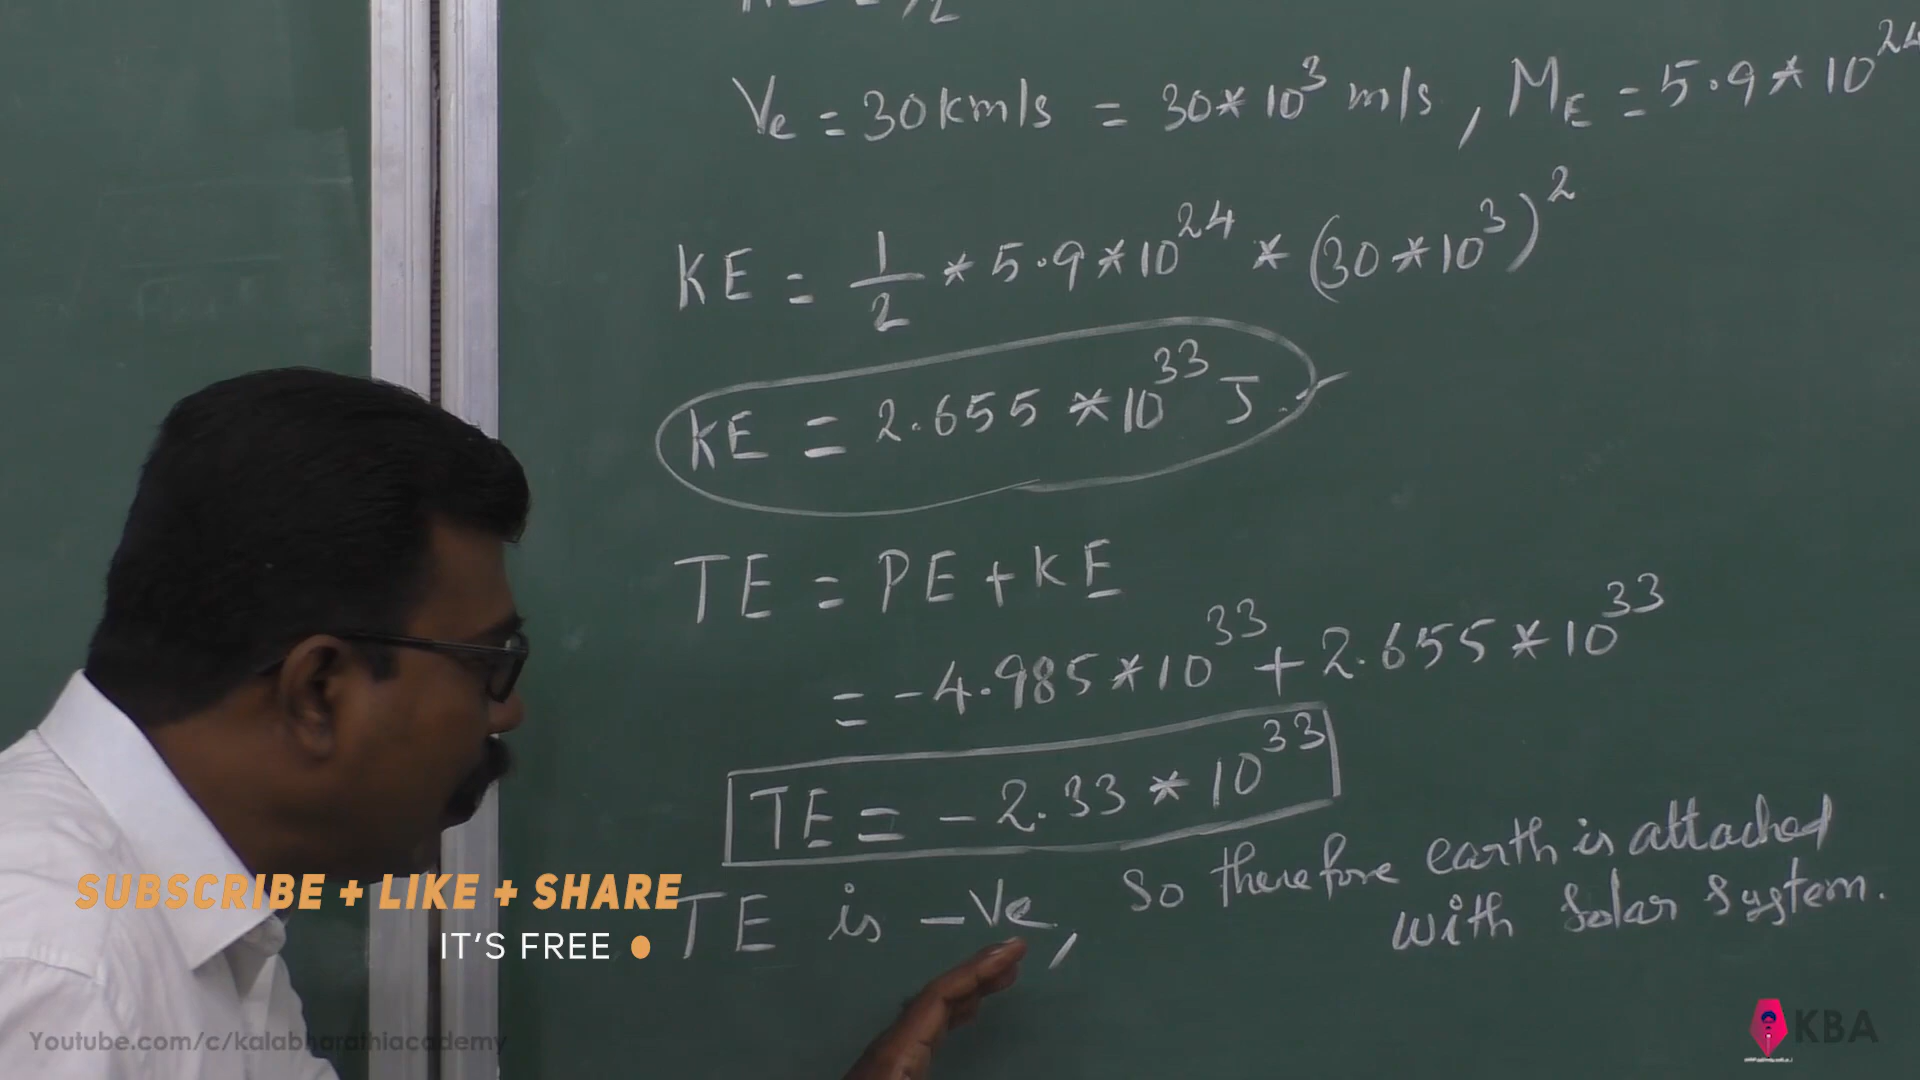 Ve = 30km/s = 30*10³ m/s, ME = 5.9*10²⁴
KE = 1/2 * 5.9*10²⁴ * (30*10³)²
KE = 2.655*10³³ J.
TE = PE + KE
= -4.985*10³³ + 2.655*10³³
TE = -2.33*10³³
TE is -Ve, so therefore earth is attached
with solar system.
SUBSCRIBE + LIKE + SHARE
IT'S FREE
Youtube.com/c/kalabharathiacademy
KBA